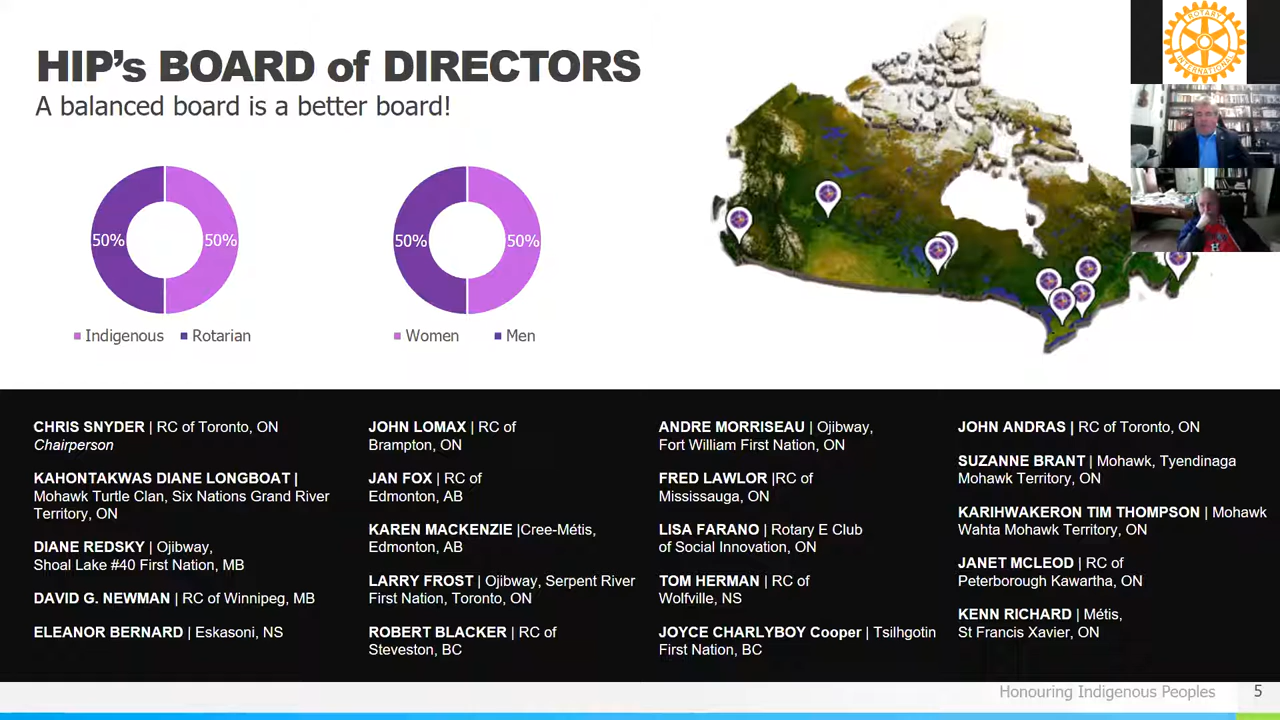 HIP's BOARD of DIRECTORS
A balanced board is a better board!
ROTARY
INTERNATIONAL
50%
50%
50%
50%
Indigenous
Rotarian
Women
Men
CHRIS SNYDER | RC of Toronto, ON
Chairperson
KAHONTAKWAS DIANE LONGBOAT |
Mohawk Turtle Clan, Six Nations Grand River
Territory, ON
DIANE REDSKY | Ojibway,
Shoal Lake #40 First Nation, MB
DAVID G. NEWMAN | RC of Winnipeg, MB
ELEANOR BERNARD | Eskasoni, NS
JOHN LOMAX | RC of
Brampton, ON
JAN FOX | RC of
Edmonton, AB
KAREN MACKENZIE |Cree-Métis,
Edmonton, AB
LARRY FROST | Ojibway, Serpent River
First Nation, Toronto, ON
ROBERT BLACKER | RC of
Steveston, BC
ANDRE MORRISEAU | Ojibway,
Fort William First Nation, ON
FRED LAWLOR |RC of
Mississauga, ON
LISA FARANO | Rotary E Club
of Social Innovation, ON
TOM HERMAN | RC of
Wolfville, NS
JOYCE CHARLYBOY Cooper | Tsilhgotin
First Nation, BC
JOHN ANDRAS | RC of Toronto, ON
SUZANNE BRANT | Mohawk, Tyendinaga
Mohawk Territory, ON
KARIHWAKERON TIM THOMPSON | Mohawk
Wahta Mohawk Territory, ON
JANET MCLEOD | RC of
Peterborough Kawartha, ON
KENN RICHARD | Métis,
St Francis Xavier, ON
Honouring Indigenous Peoples
5